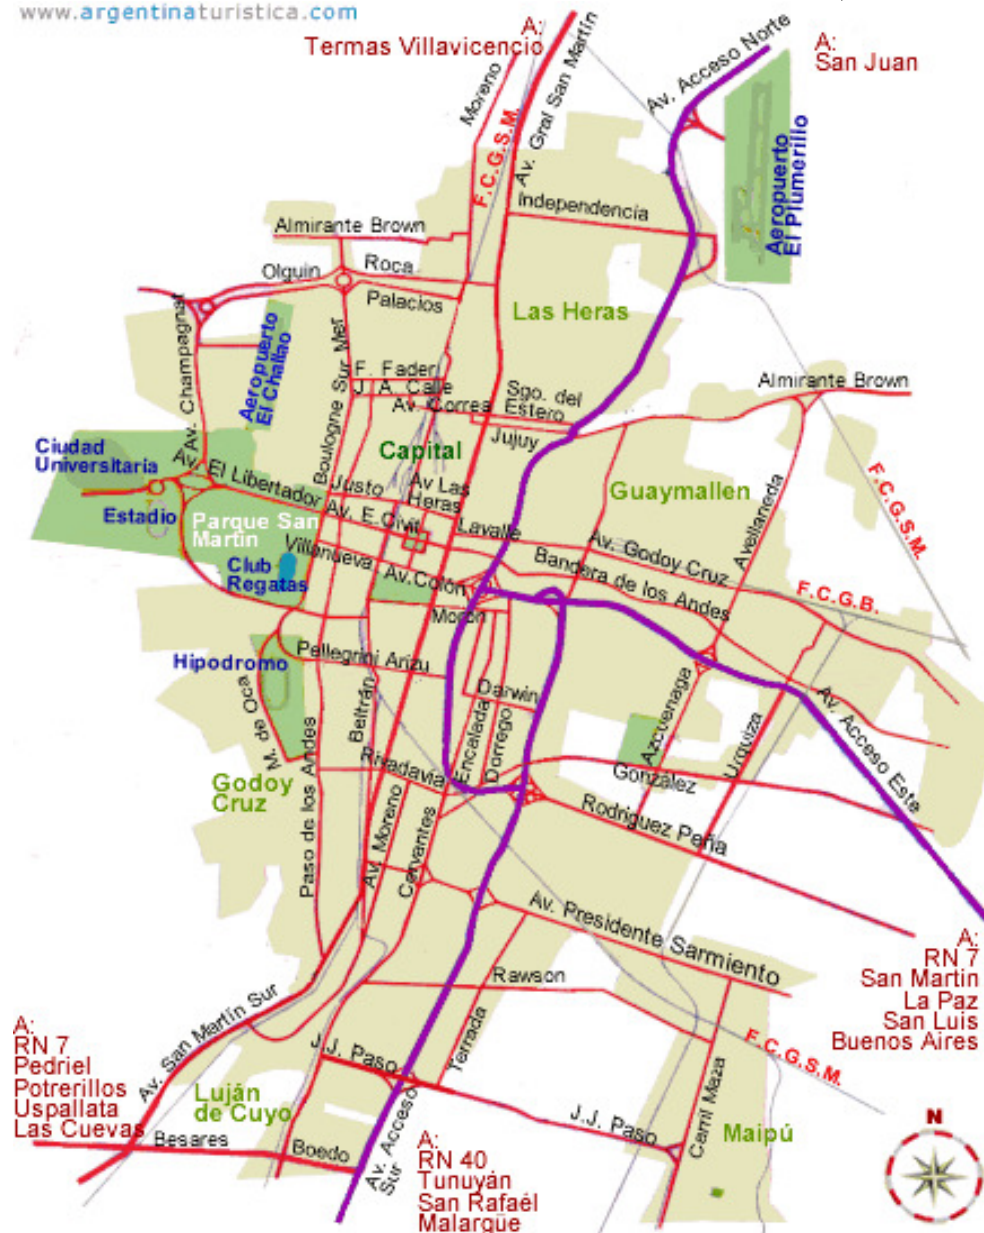 www.argentinaturistica.com
A:
Termas Villavicencio
A:
San Juan
Moreno
F.C.G.S.M.
Av. Gral San Martín
Av. Acceso Norte
Aeropuerto
El Plumerillo
Independencia
Almirante Brown
Olguin
Roca
Palacios
Las Heras
Av. Champagnat
Aeropuerto
El Challao
Boulogne Sur Mer
F. Fader
J. A. Calle
Av. Correa
Sgo. del
Estero
Jujuy
Almirante Brown
Capital
Ciudad
Universitaria
Av. El Libertador
Justo
Av Las
Heras
Guaymallen
Avellaneda
F.C.G.S.M.
Estadio
Parque San
Martin
Av. E.Civit
Lavalle
Av. Godoy Cruz
Villanueva
Av.Colón
Bandera de los Andes
Club
Regatas
F.C.G.B.
Moron
Hipodromo
Pellegrini Arizu
M. de Oca
Beltrán
Darwin
Encalada
Dorrego
Azcuenaga
Urquiza
Av. Acceso Este
Godoy
Cruz
Paso de los Andes
Rivadavia
Gonzalez
Rodriguez Peña
Av. Moreno
Cervantes
Av. Presidente Sarmiento
Rawson
Terrada
A:
RN 7
San Martin
La Paz
San Luis
Buenos Aires
F.C.G.S.M.
Av. San Martín Sur
A:
RN 7
Pedriel
Potrerillos
Uspallata
Las Cuevas
J.J. Paso
Luján
de Cuyo
Carril Maza
J.J. Paso
Maipú
Besares
Boedo
Av. Acceso
Sur
A:
RN 40
Tunuyán
San Rafaél
Malargüe
N